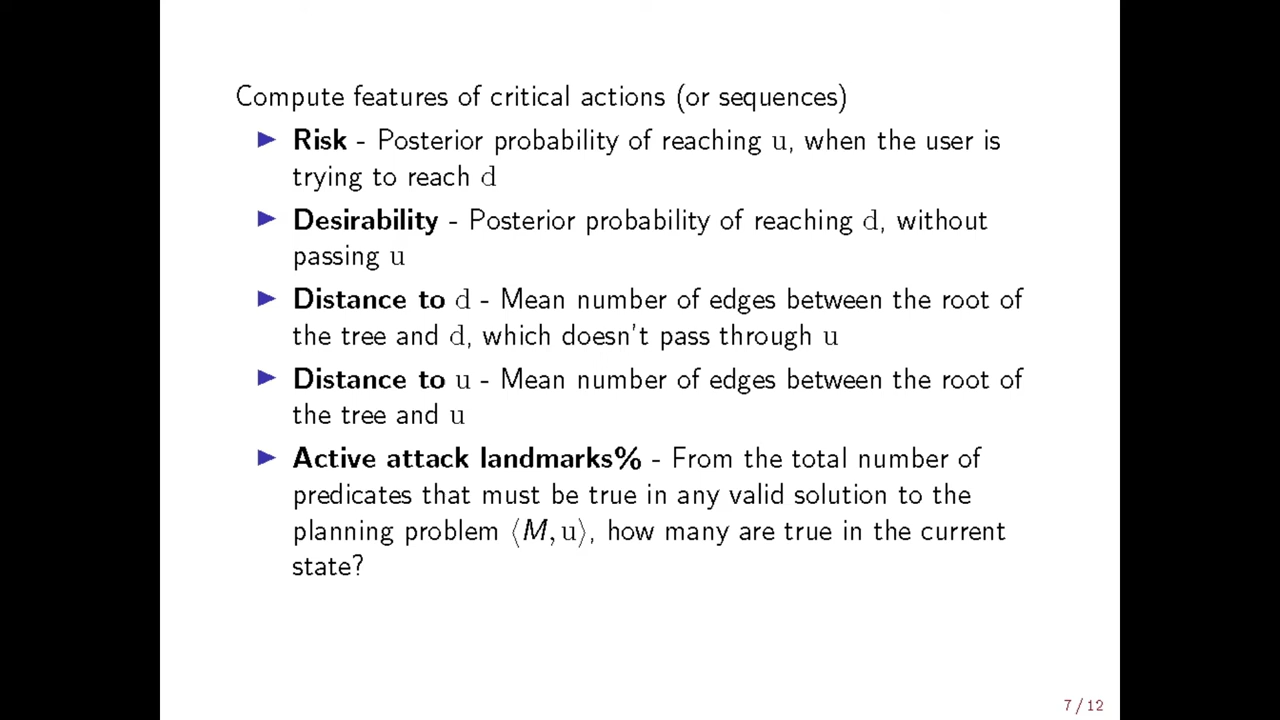 Compute features of critical actions (or sequences)
▶ Risk - Posterior probability of reaching u, when the user is
trying to reach d
▶ Desirability - Posterior probability of reaching d, without
passing u
▶ Distance to d - Mean number of edges between the root of
the tree and d, which doesn't pass through u
▶ Distance to u - Mean number of edges between the root of
the tree and u
▶ Active attack landmarks% - From the total number of
predicates that must be true in any valid solution to the
planning problem ⟨M, u⟩, how many are true in the current
state?
7 / 12